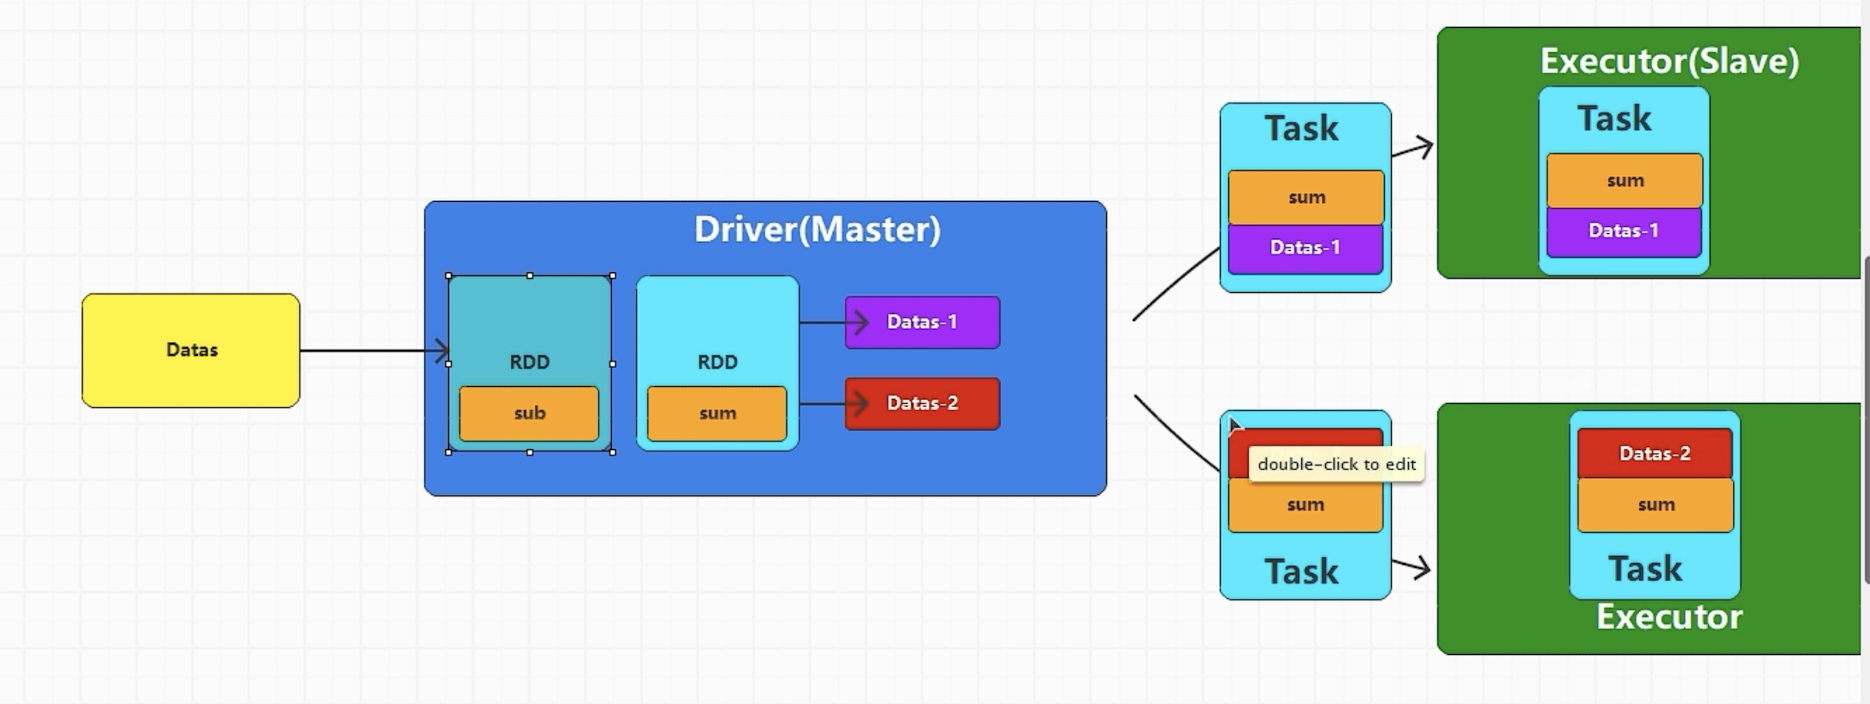 Executor(Slave)
Task
sum
Datas-1
Task
sum
Datas-1
Driver(Master)
Datas
RDD
sub
RDD
sum
Datas-1
Datas-2
double-click to edit
sum
Task
Datas-2
sum
Task
Executor